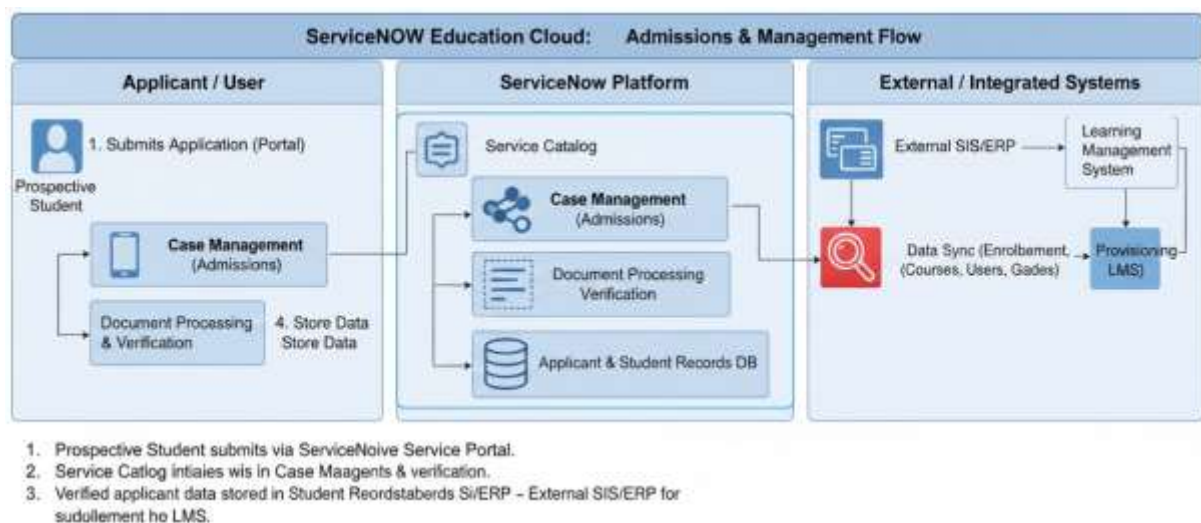 ServiceNOW Education Cloud: Admissions & Management Flow
Applicant / User
1. Submits Application (Portal)
Prospective
Student
Case Management
(Admissions)
Document Processing
& Verification
4. Store Data
Store Data
ServiceNow Platform
Service Catalog
Case Management
(Admissions)
Document Processing
Verification
Applicant & Student Records DB
External / Integrated Systems
External SIS/ERP
Learning
Management
System
Data Sync (Enrolbement,
(Courses, Users, Gades)
Provisioning
LMS)
1. Prospective Student submits via ServiceNoive Service Portal.
2. Service Catlog intiaies wis in Case Maagents & verification.
3. Verified applicant data stored in Student Reordstaberds Si/ERP – External SIS/ERP for
sudollement ho LMS.